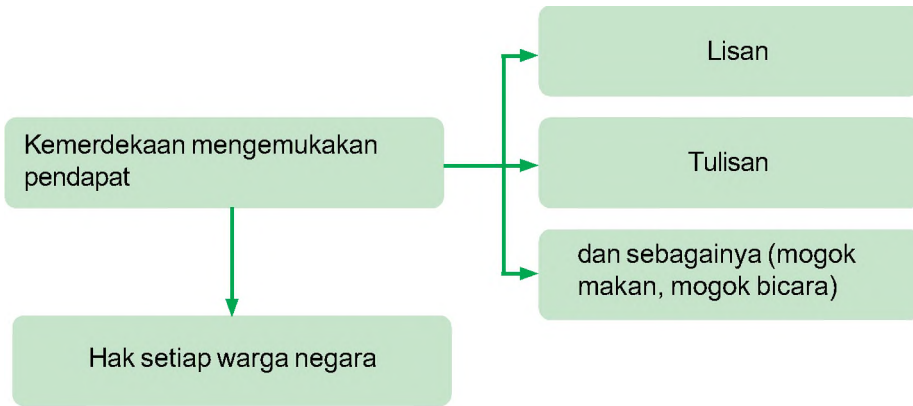 Lisan
Kemerdekaan mengemukakan
pendapat
Tulisan
dan sebagainya (mogok
makan, mogok bicara)
Hak setiap warga negara